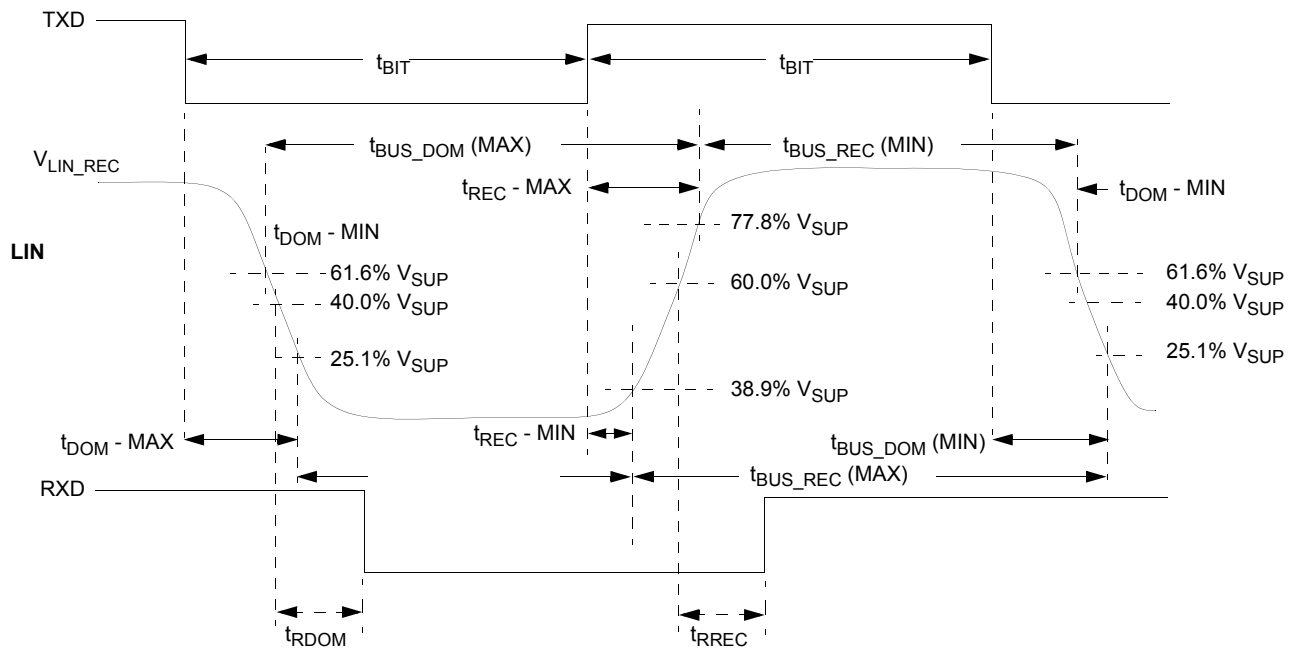 TXD
tBIT
tBIT
tBUS_DOM (MAX)
tBUS_REC (MIN)
VLIN_REC
tREC - MAX
tDOM - MIN
77.8% VSUP
tDOM - MIN
LIN
61.6% VSUP
60.0% VSUP
61.6% VSUP
40.0% VSUP
40.0% VSUP
25.1% VSUP
25.1% VSUP
38.9% VSUP
tDOM - MAX
tREC - MIN
tBUS_DOM (MIN)
tBUS_REC (MAX)
RXD
tRDOM
tRREC